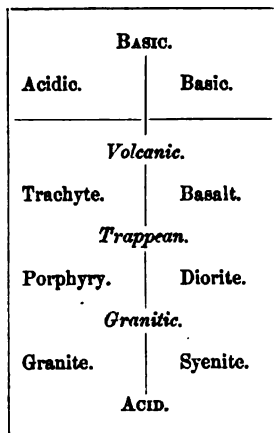 BASIC.
Acidic. Basic.
Volcanic.
Trachyte. Basalt.
Trappean.
Porphyry. Diorite.
Granitic.
Granite. Syenite.
ACID.